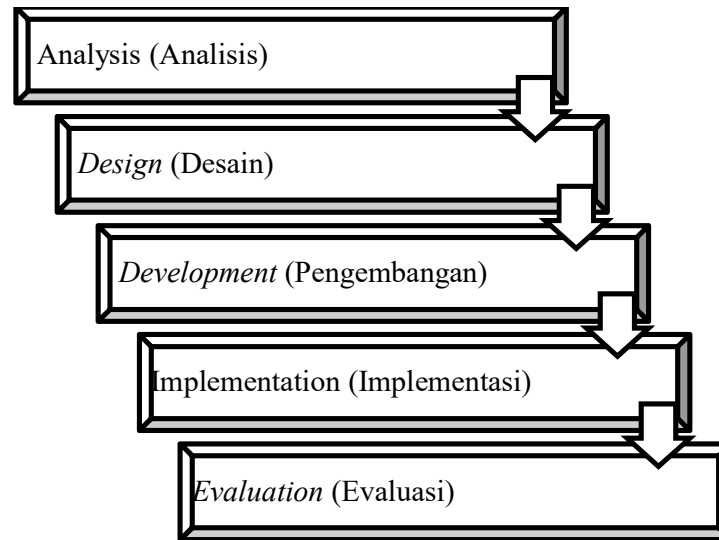 Analysis (Analisis)
Design (Desain)
Development (Pengembangan)
Implementation (Implementasi)
Evaluation (Evaluasi)